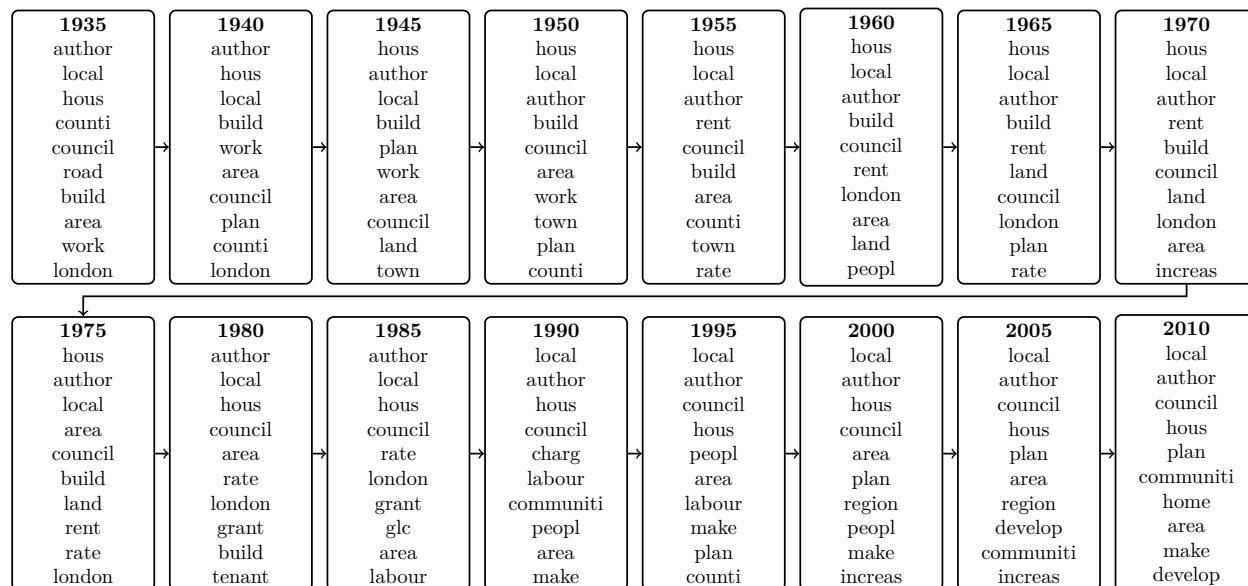 1935
author
local
hous
counti
council
road
build
area
work
london
1940
author
hous
local
build
work
area
council
plan
counti
london
1945
hous
author
local
build
plan
work
area
council
land
town
1950
hous
local
author
build
council
area
work
town
plan
counti
1955
hous
local
author
rent
council
build
area
counti
town
rate
1960
hous
local
author
build
council
rent
london
area
land
peopl
1965
hous
local
author
build
rent
land
council
london
plan
rate
1970
hous
local
author
rent
build
council
land
london
area
increas
1975
hous
author
local
area
council
build
land
rent
rate
london
1980
author
local
hous
council
area
rate
london
grant
build
tenant
1985
author
local
hous
council
rate
london
grant
glc
area
labour
1990
local
author
hous
council
charg
labour
communiti
peopl
area
make
1995
local
author
council
hous
peopl
area
labour
make
plan
counti
2000
local
author
hous
council
area
plan
region
peopl
make
increas
2005
local
author
council
hous
plan
area
region
develop
communiti
increas
2010
local
author
council
hous
plan
communiti
home
area
make
develop